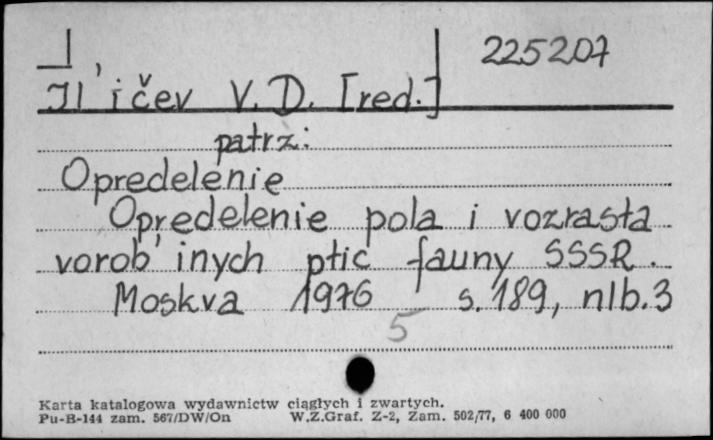 225207
Il'ičev V. D. [red.]
patrz:
Opredelenie
Opredelenie pola i vozrasta
vorob'inych ptic fauny SSSR.
Moskva 1976 s. 189, nlb. 3
5
Karta katalogowa wydawnictw ciągłych i zwartych.
Pu-B-144 zam. 567/DW/On W.Z.Graf. Z-2, Zam. 502/77, 6 400 000